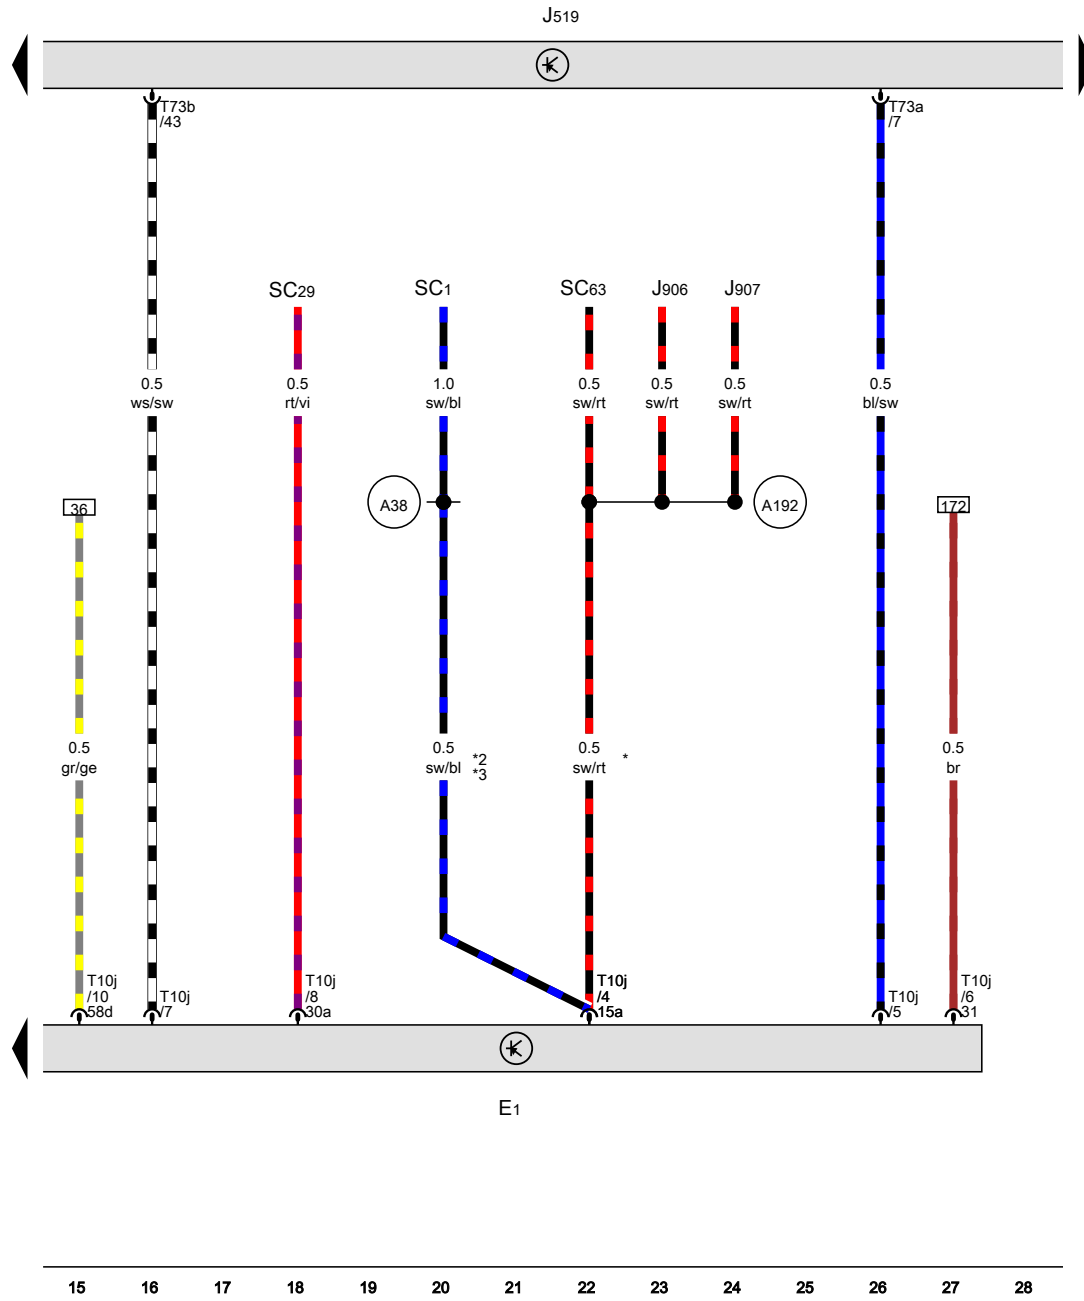 J519
T73b
/43
T73a
/7
SC29
SC1
SC63
J906
J907
0.5
ws/sw
0.5
rt/vi
1.0
sw/bl
0.5
sw/rt
0.5
sw/rt
0.5
sw/rt
0.5
bl/sw
36
A38
A192
172
0.5
gr/ge
0.5
sw/bl
*2
*3
0.5
sw/rt
*
0.5
br
T10j
/10
58d
T10j
/7
T10j
/8
30a
T10j
/4
15a
T10j
/5
T10j
/6
31
E1
15 16 17 18 19 20 21 22 23 24 25 26 27 28